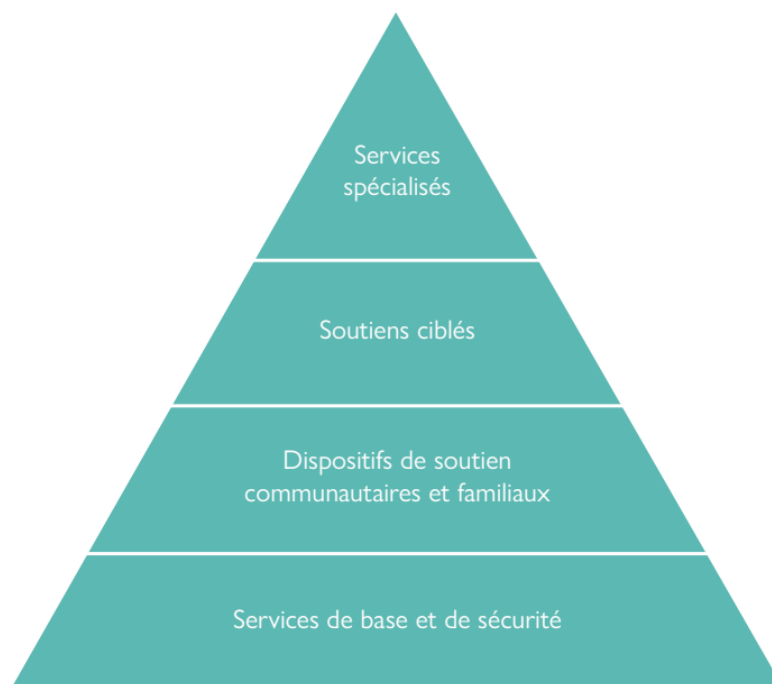 Services
spécialisés
Soutiens ciblés
Dispositifs de soutien
communautaires et familiaux
Services de base et de sécurité